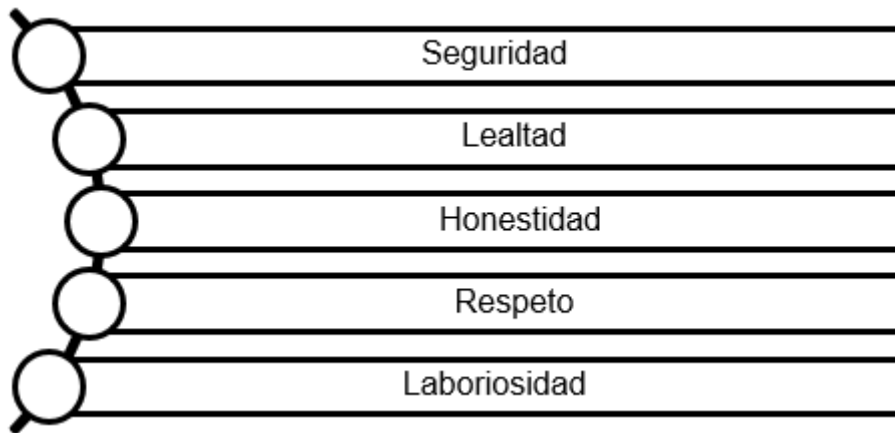 Seguridad
Lealtad
Honestidad
Respeto
Laboriosidad